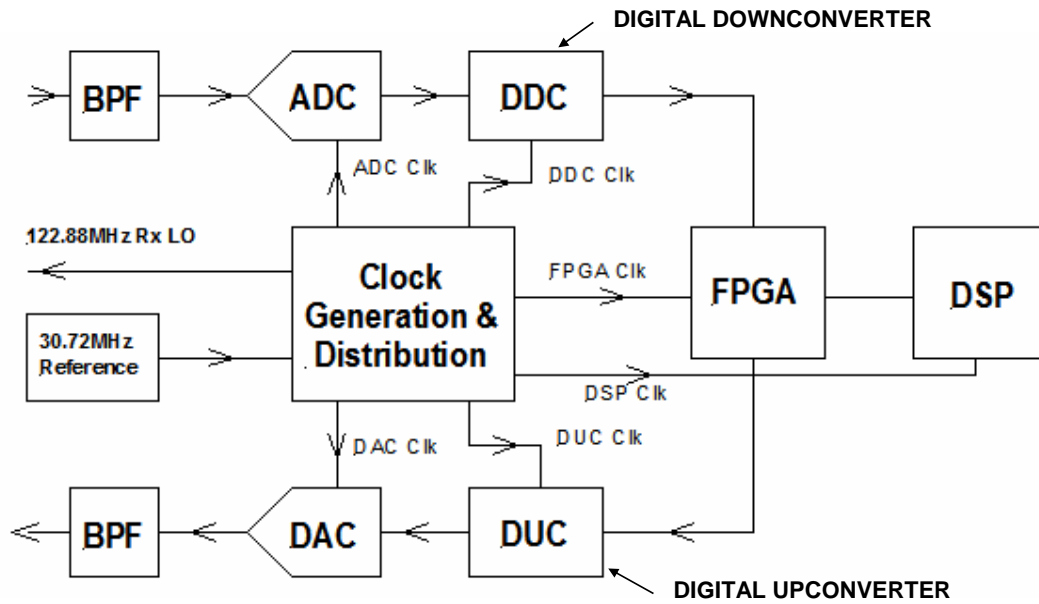 DIGITAL DOWNCONVERTER
BPF
ADC
DDC
ADC Clk
DDC Clk
122.88MHz Rx LO
Clock
Generation &
Distribution
FPGA Clk
FPGA
DSP
30.72MHz
Reference
DSP Clk
DAC Clk
DUC Clk
BPF
DAC
DUC
DIGITAL UPCONVERTER